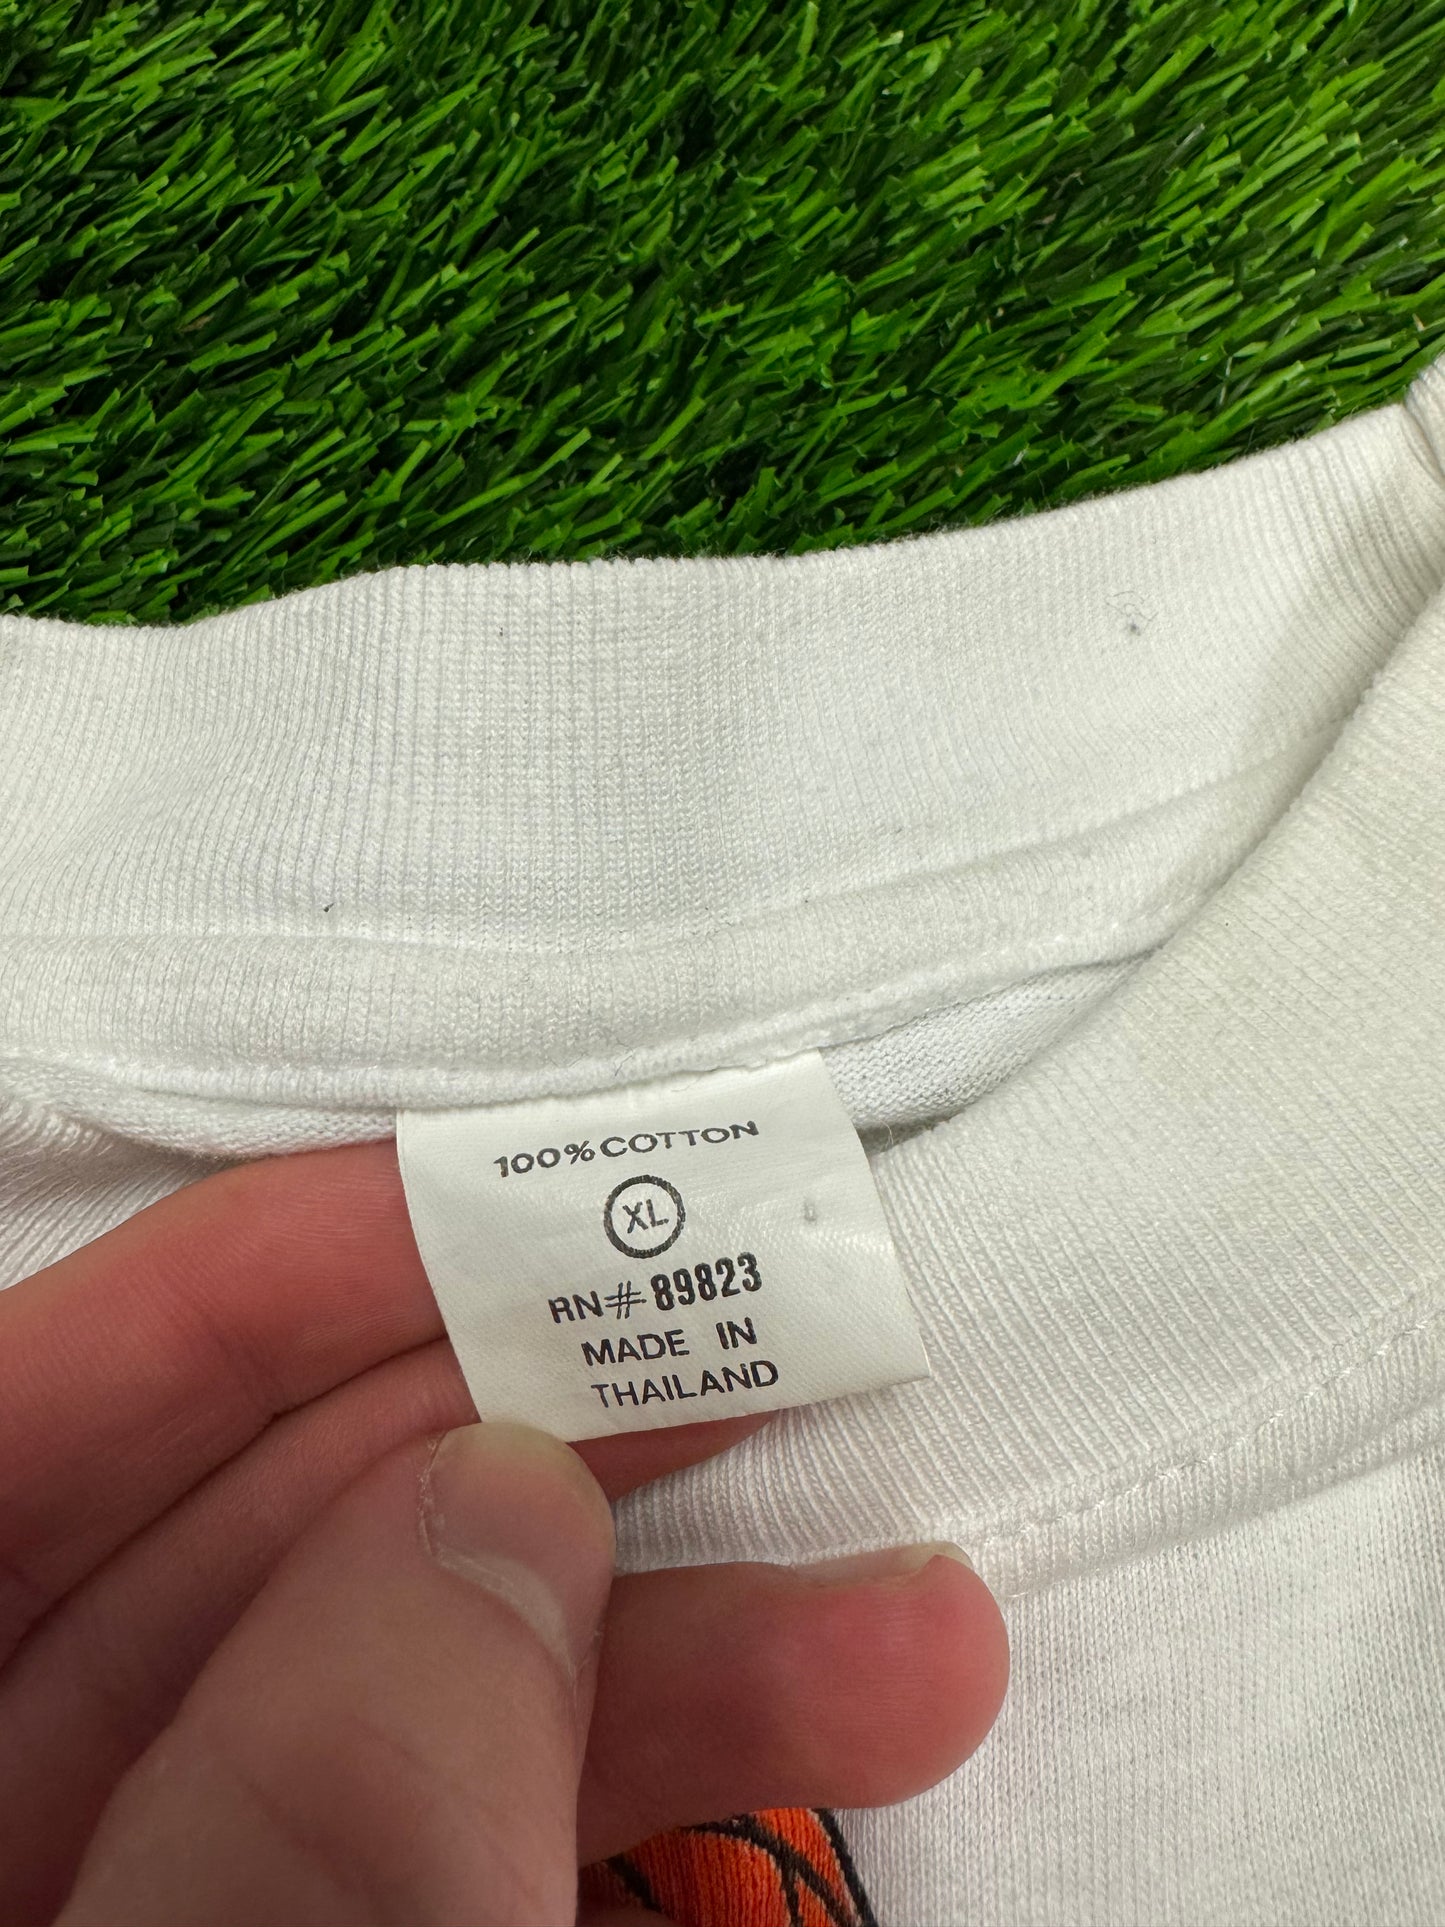 100% COTTON
XL
RN# 89823
MADE IN
THAILAND